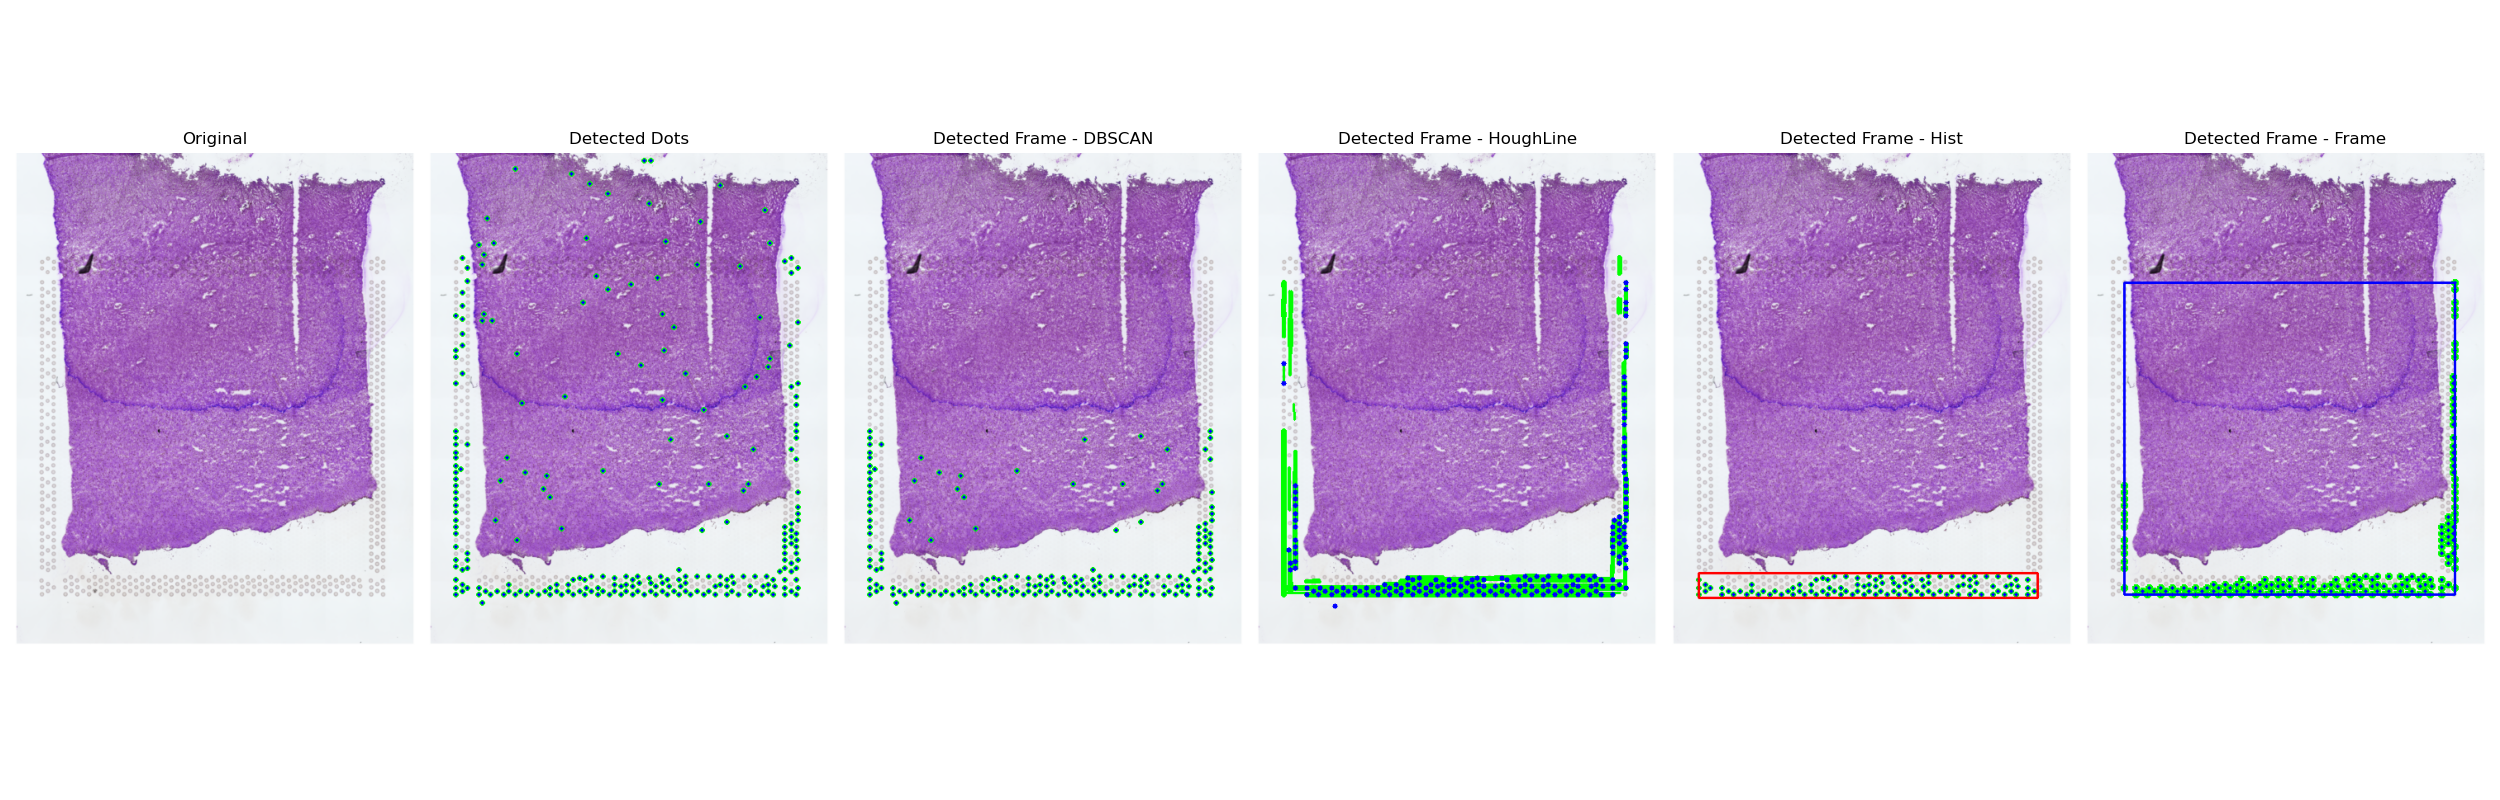 Original
Detected Dots
Detected Frame - DBSCAN
Detected Frame - HoughLine
Detected Frame - Hist
Detected Frame - Frame